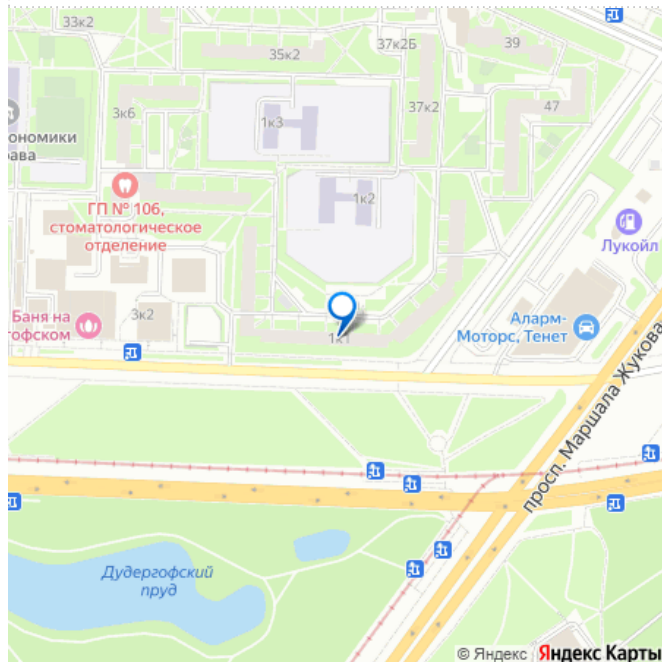 33к2
37к2Б
39
35к2
3к6
1к3
37к2
47
ономики
рава
1к2
ГП № 106,
стоматологическое
отделение
Лукойл
Баня на
гофском
3к2
1к1
Аларм-
Моторс, Тенет
просп. Маршала Жукова
Дудергофский
пруд
© Яндекс Яндекс Карты